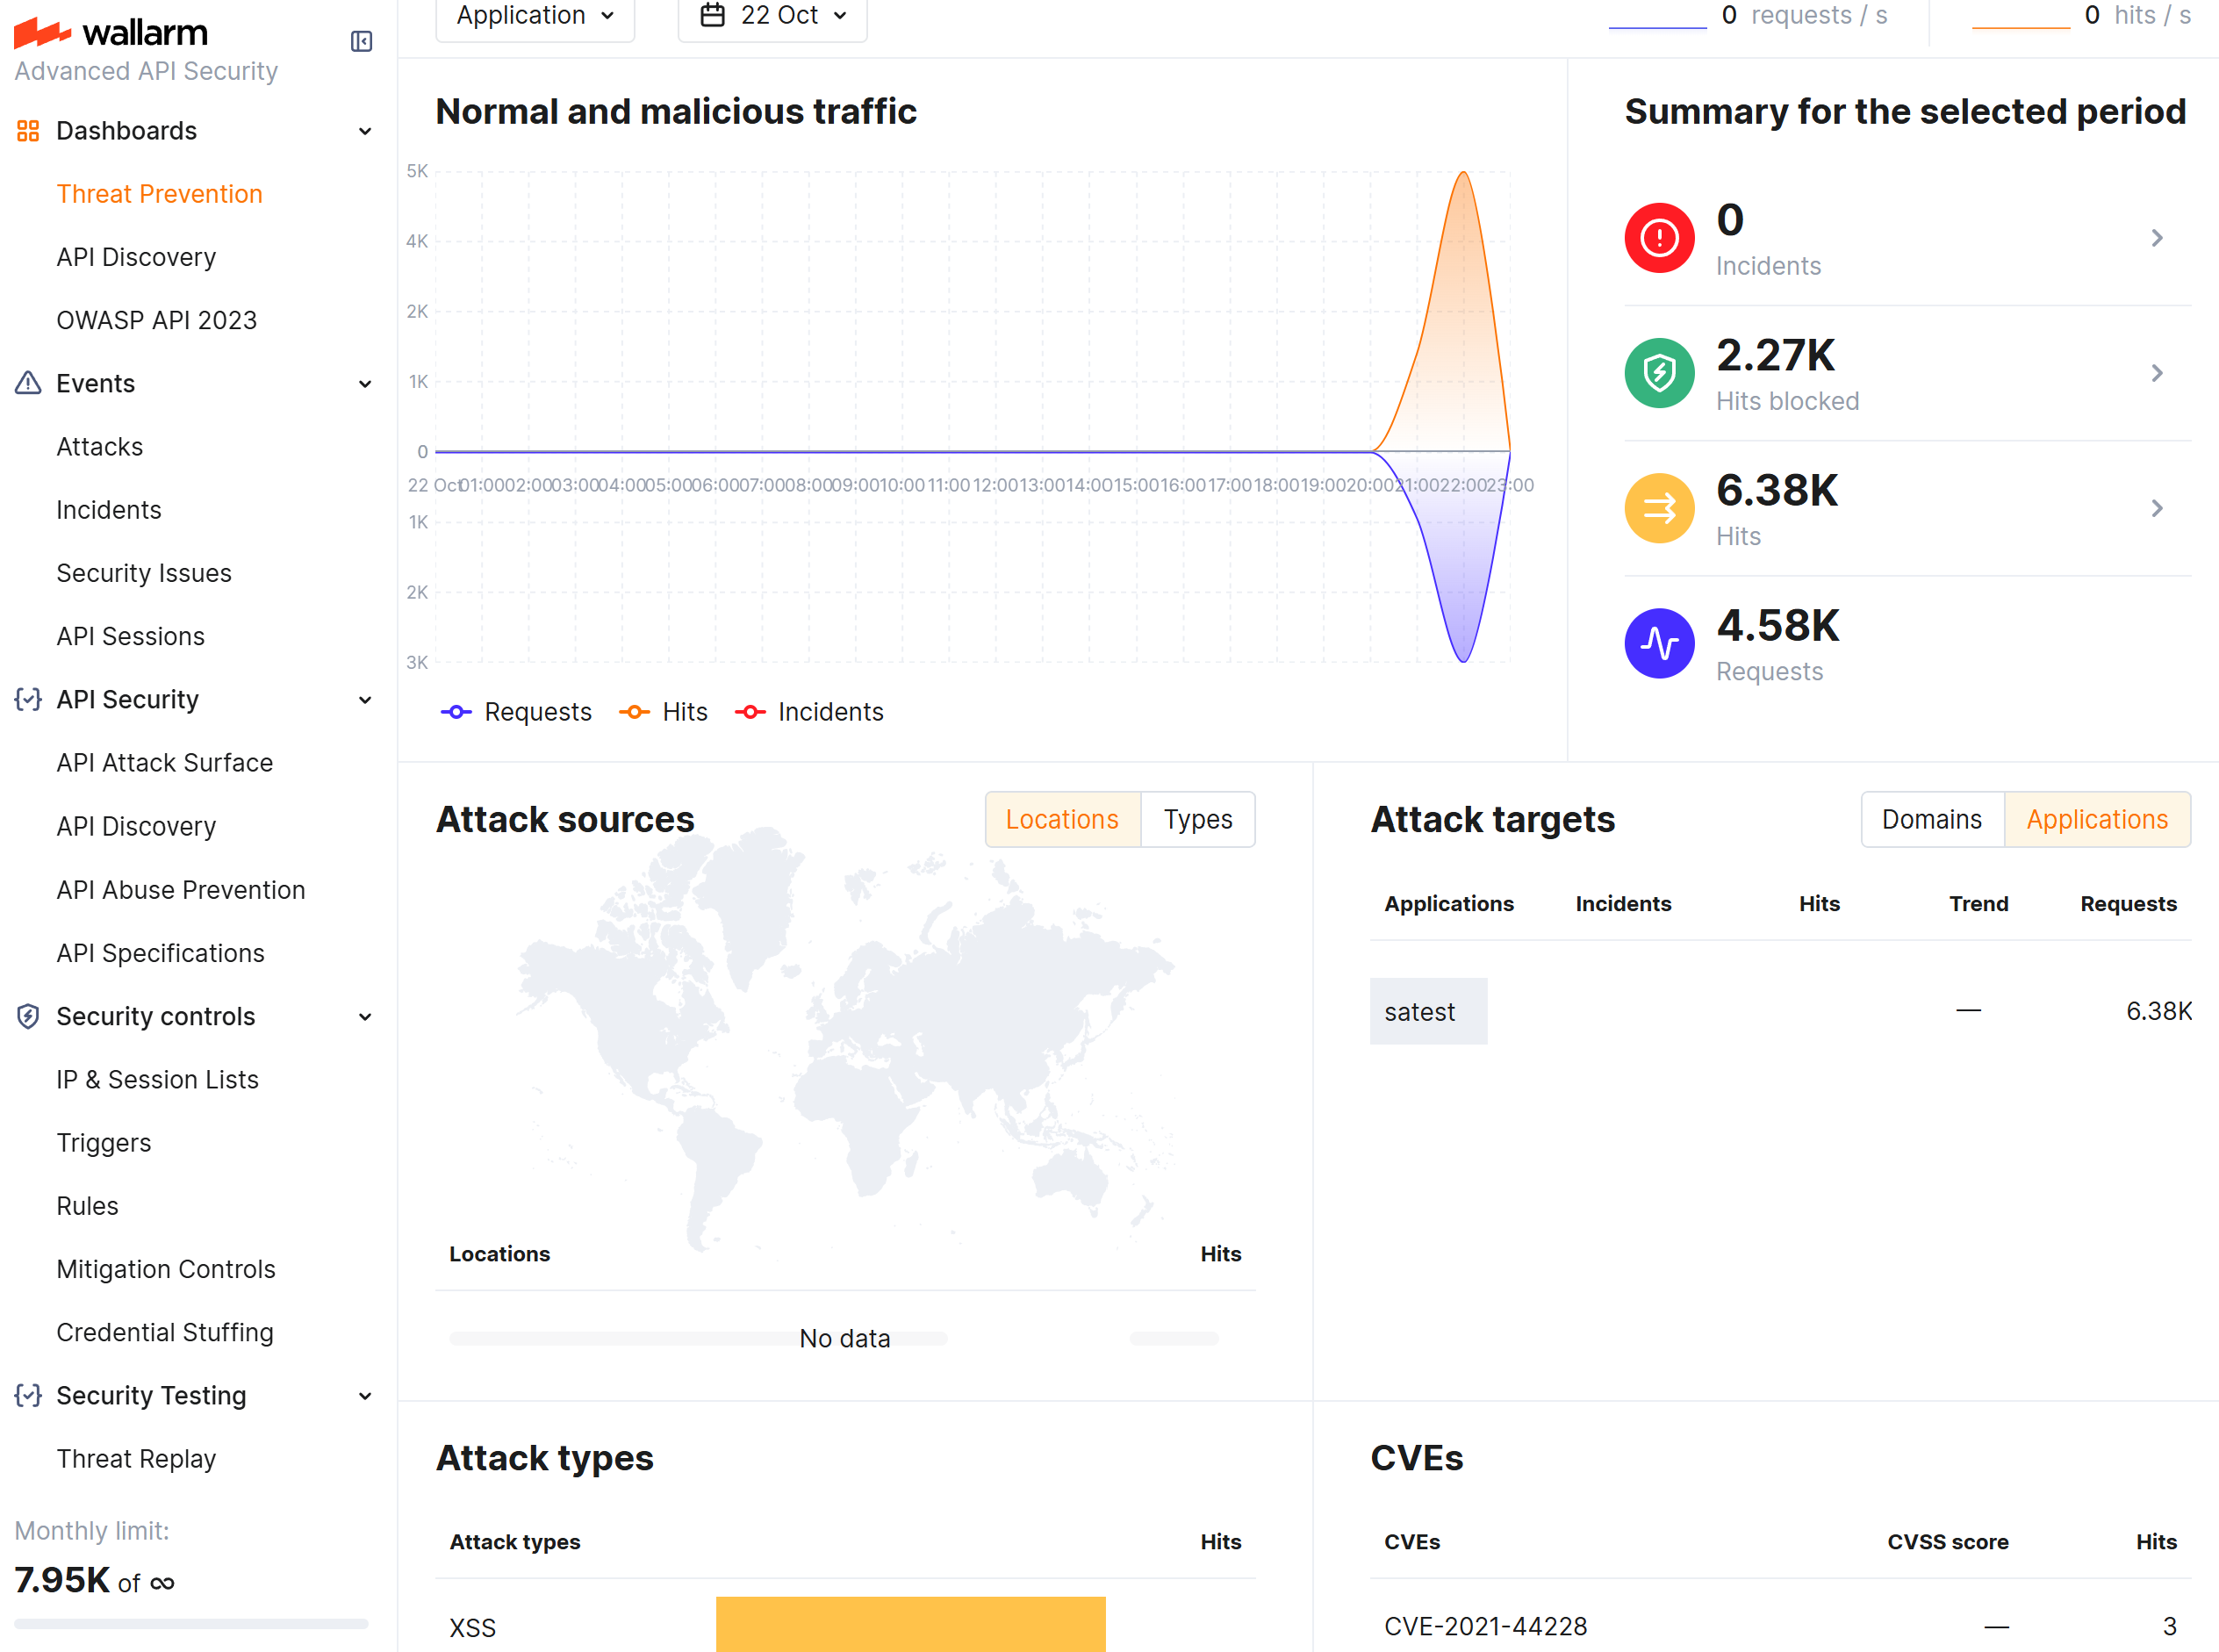 wallarm
Advanced API Security
Dashboards
Threat Prevention
API Discovery
OWASP API 2023
Events
Attacks
Incidents
Security Issues
API Sessions
API Security
API Attack Surface
API Discovery
API Abuse Prevention
API Specifications
Security controls
IP & Session Lists
Triggers
Rules
Mitigation Controls
Credential Stuffing
Security Testing
Threat Replay
Monthly limit:
7.95K of ∞
Application
22 Oct
0 requests / s
0 hits / s
Normal and malicious traffic
5K
4K
2K
1K
0
22 Oct 01:00 02:00 03:00 04:00 05:00 06:00 07:00 08:00 09:00 10:00 11:00 12:00 13:00 14:00 15:00 16:00 17:00 18:00 19:00 20:00 21:00 22:00 23:00
1K
2K
3K
Requests Hits Incidents
Summary for the selected period
0
Incidents
2.27K
Hits blocked
6.38K
Hits
4.58K
Requests
Attack sources
Locations Types
Locations Hits
No data
Attack targets
Domains Applications
Applications Incidents Hits Trend Requests
satest — 6.38K
Attack types
Attack types Hits
XSS
CVEs
CVEs CVSS score Hits
CVE-2021-44228 — 3